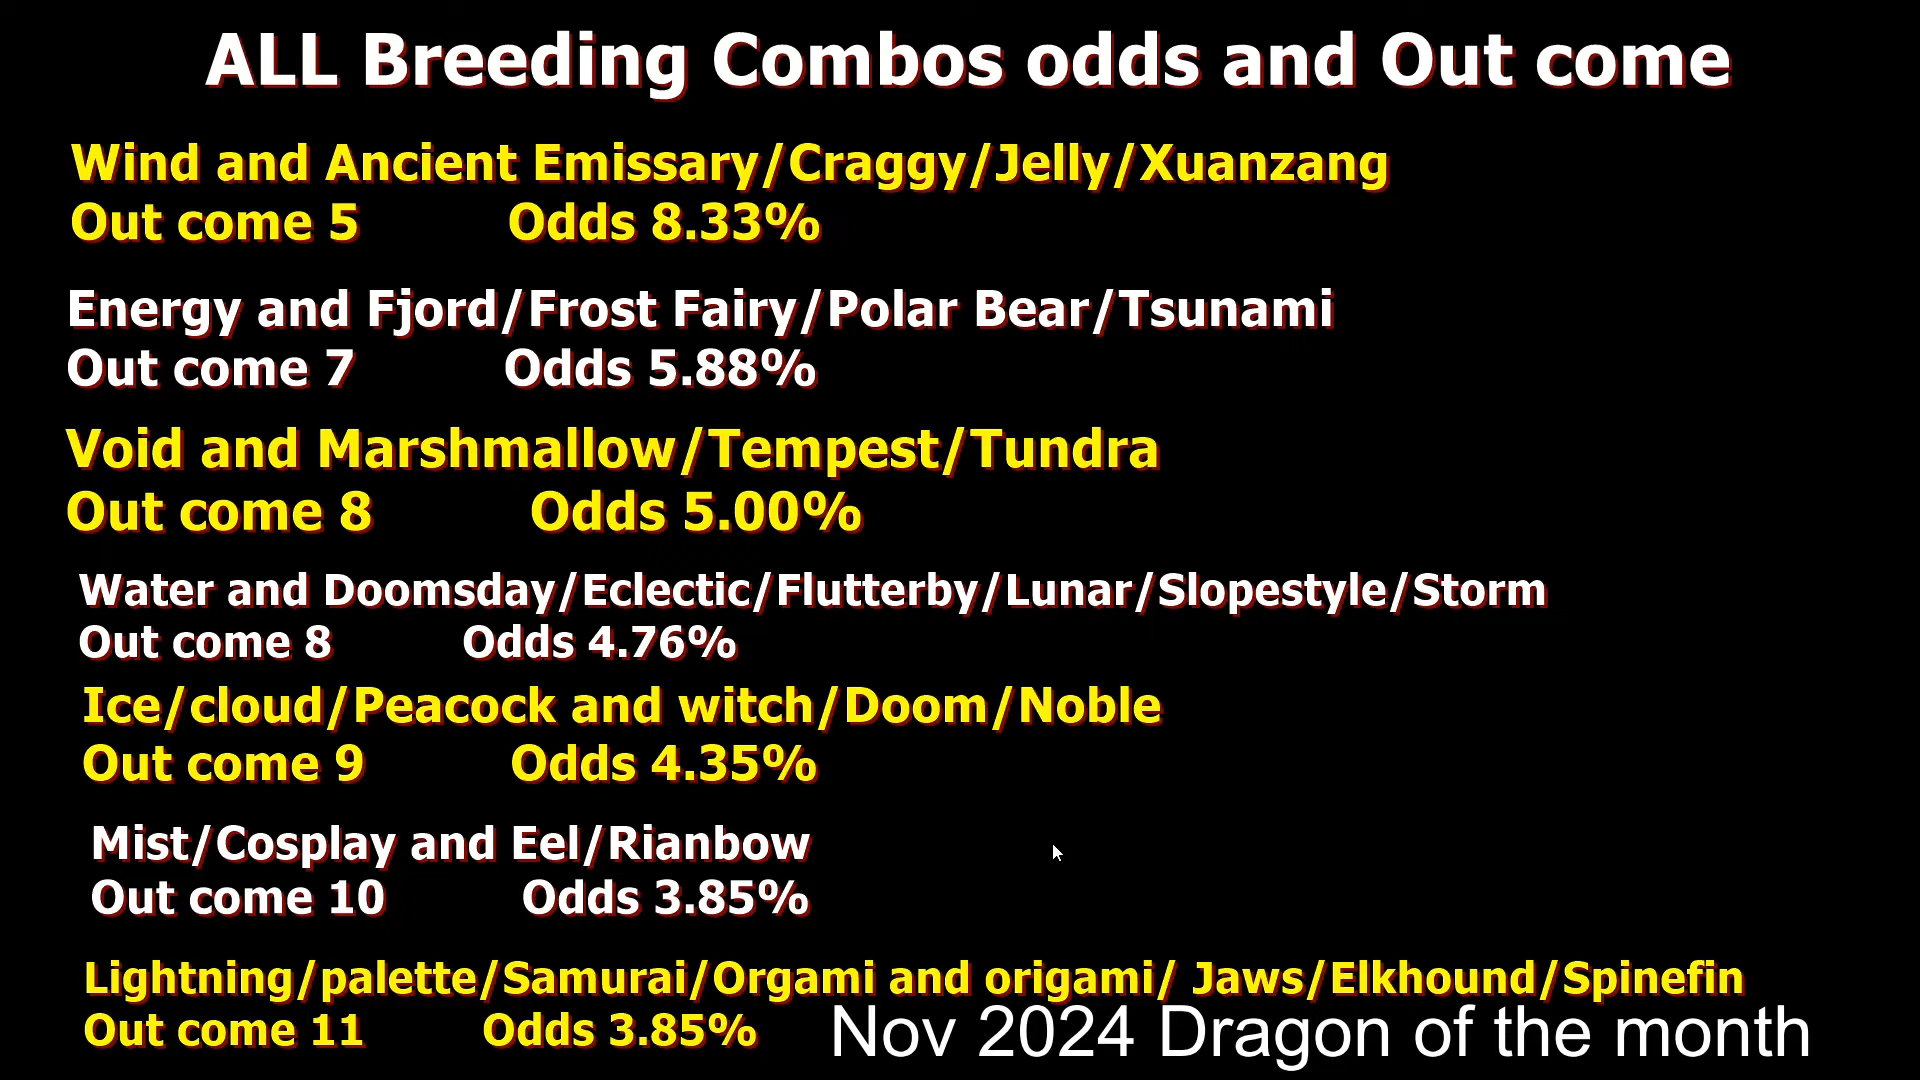 ALL Breeding Combos odds and Out come
Wind and Ancient Emissary/Craggy/Jelly/Xuanzang
Out come 5 Odds 8.33%
Energy and Fjord/Frost Fairy/Polar Bear/Tsunami
Out come 7 Odds 5.88%
Void and Marshmallow/Tempest/Tundra
Out come 8 Odds 5.00%
Water and Doomsday/Eclectic/Flutterby/Lunar/Slopestyle/Storm
Out come 8 Odds 4.76%
Ice/cloud/Peacock and witch/Doom/Noble
Out come 9 Odds 4.35%
Mist/Cosplay and Eel/Rianbow
Out come 10 Odds 3.85%
Lightning/palette/Samurai/Orgami and origami/ Jaws/Elkhound/Spinefin
Out come 11 Odds 3.85%
Nov 2024 Dragon of the month